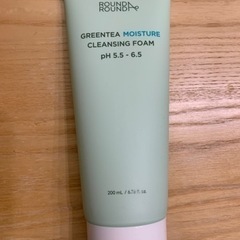 ROUND A
ROUND
GREENTEA MOISTURE
CLEANSING FOAM
pH 5.5 - 6.5
200 mL / 6.76 fl. oz.